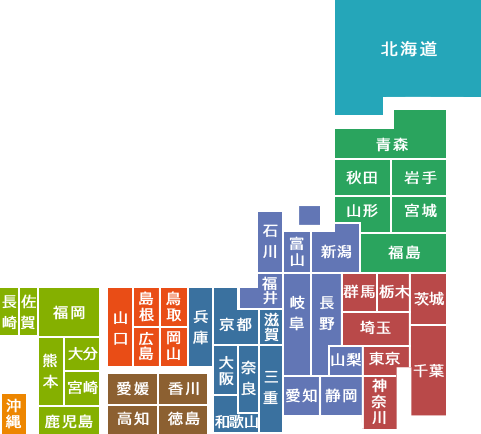 北海道
青森
秋田
岩手
山形
宮城
福島
石川
富山
新潟
福井
岐阜
長野
群馬
栃木
茨城
埼玉
山梨
東京
千葉
愛知
静岡
神奈川
長崎
佐賀
福岡
熊本
大分
宮崎
鹿児島
沖縄
山口
島根
鳥取
広島
岡山
兵庫
京都
滋賀
大阪
奈良
三重
和歌山
愛媛
香川
高知
徳島